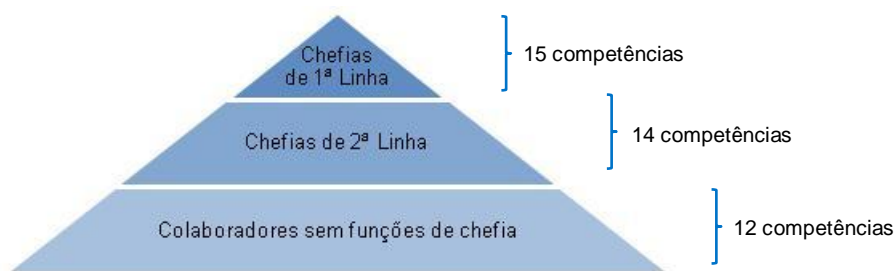 Chefias
de 1ª Linha
15 competências
Chefias de 2ª Linha
14 competências
Colaboradores sem funções de chefia
12 competências